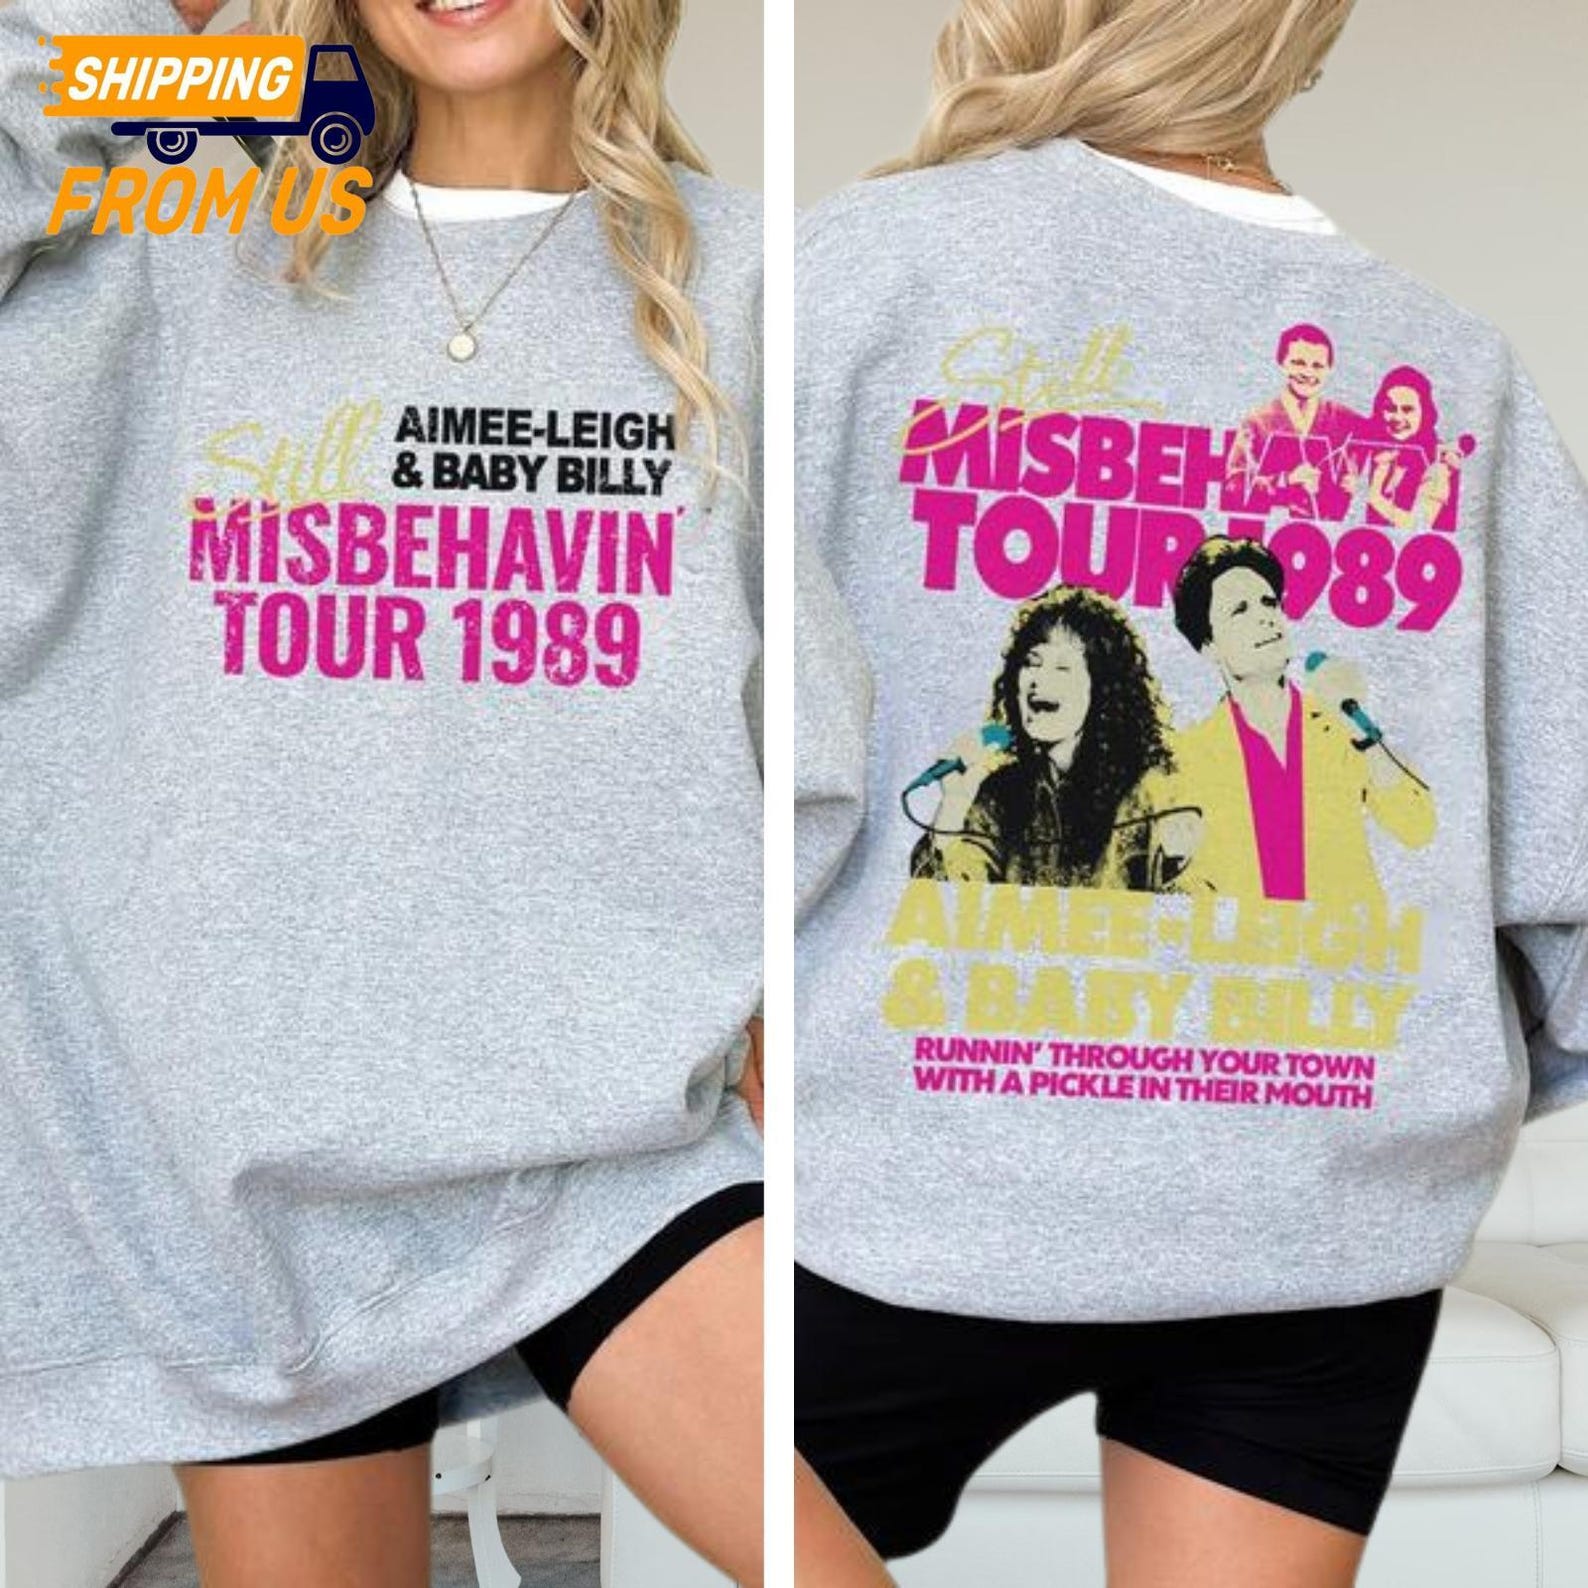 SHIPPING
FROM US
Still
AIMEE-LEIGH
& BABY BILLY
MISBEHAVIN'
TOUR 1989
Still
MISBEHAVIN'
TOUR 1989
AIMEE-LEIGH
& BABY BILLY
RUNNIN' THROUGH YOUR TOWN
WITH A PICKLE IN THEIR MOUTH